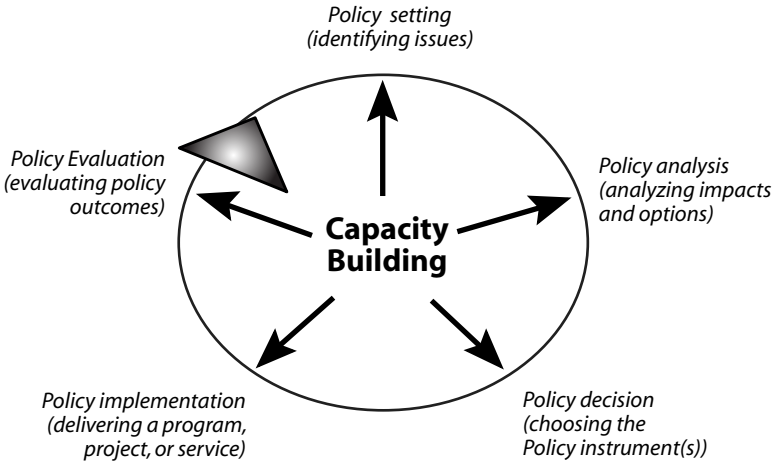 Policy setting
(identifying issues)
Policy Evaluation
(evaluating policy
outcomes)
Policy analysis
(analyzing impacts
and options)
Capacity
Building
Policy implementation
(delivering a program,
project, or service)
Policy decision
(choosing the
Policy instrument(s))